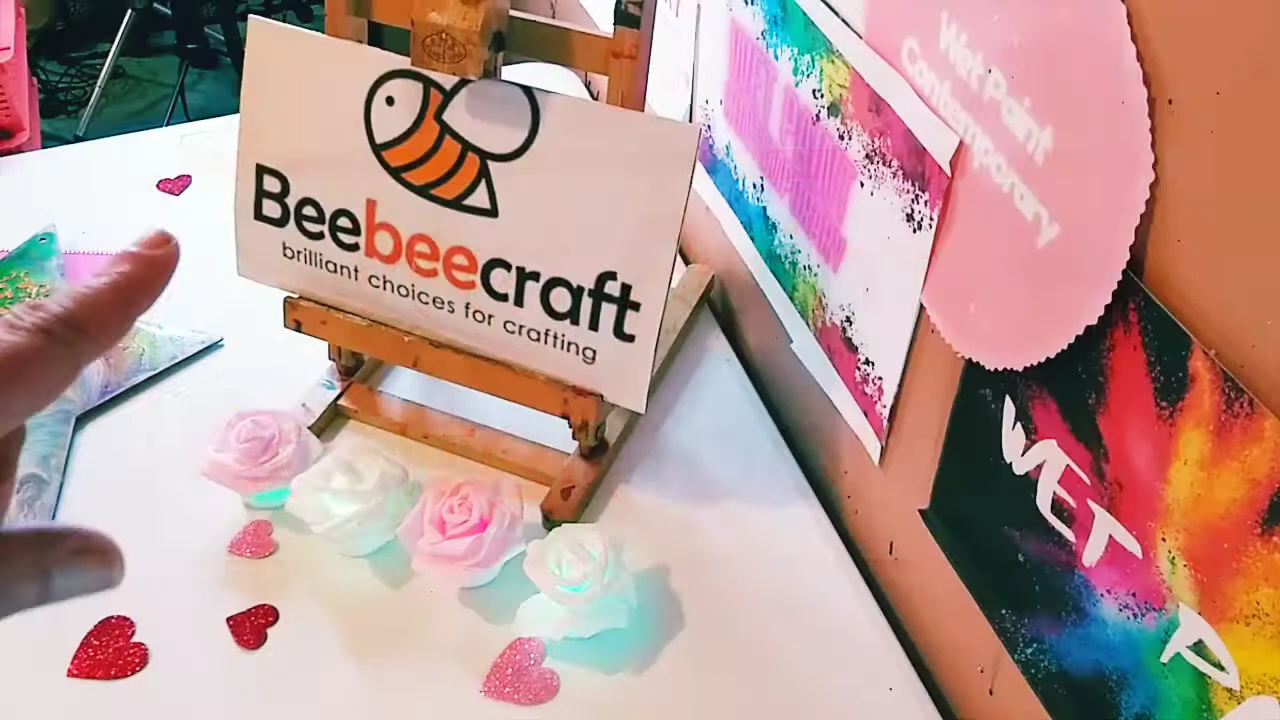 Beebeecraft
brilliant choices for crafting
Wet Paint
Contemporary
WET
P